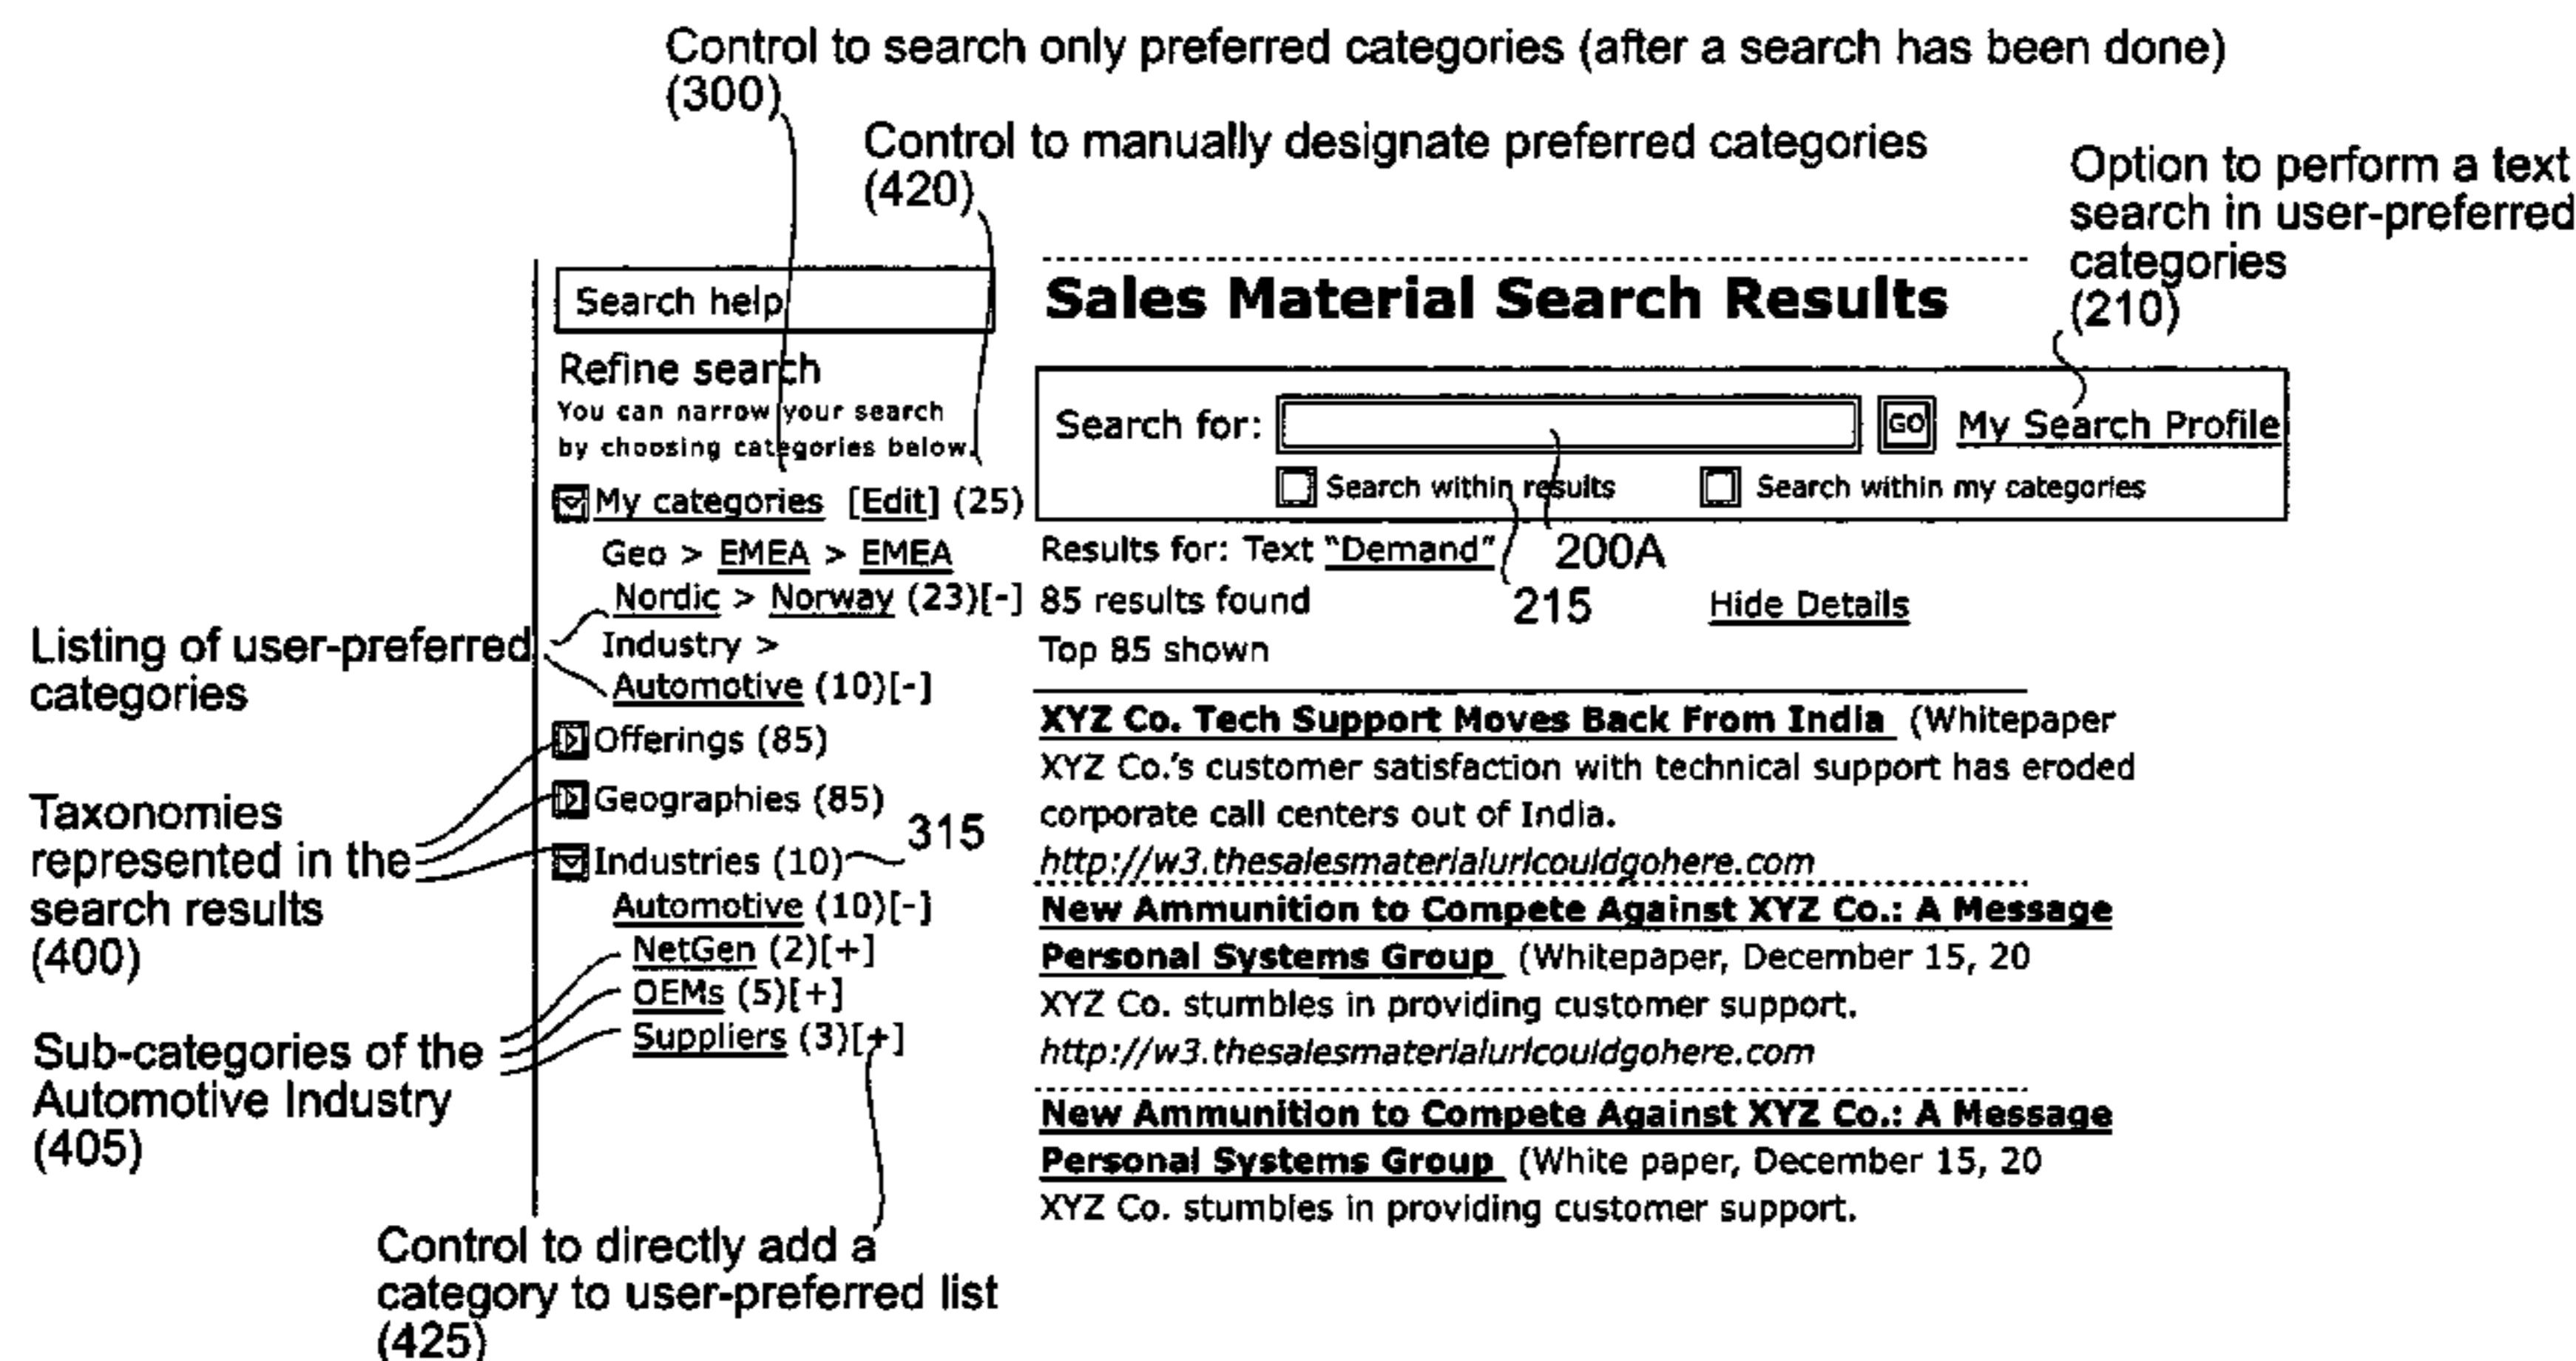 Control to search only preferred categories (after a search has been done)
(300)
Control to manually designate preferred categories
(420)
Option to perform a text
search in user-preferred
categories
(210)
Search help
Refine search
You can narrow your search
by choosing categories below.
My categories [Edit] (25)
Geo > EMEA > EMEA
Nordic > Norway (23)[-]
Industry >
Automotive (10)[-]
Offerings (85)
Geographies (85)
Industries (10)
315
Automotive (10)[-]
NetGen (2)[+]
OEMs (5)[+]
Suppliers (3)[+]
Listing of user-preferred
categories
Taxonomies
represented in the
search results
(400)
Sub-categories of the
Automotive Industry
(405)
Control to directly add a
category to user-preferred list
(425)
Sales Material Search Results
Search for: GO My Search Profile
Search within results Search within my categories
Results for: Text "Demand" 200A
85 results found 215 Hide Details
Top 85 shown
XYZ Co. Tech Support Moves Back From India (Whitepaper
XYZ Co.'s customer satisfaction with technical support has eroded
corporate call centers out of India.
http://w3.thesalesmaterialurlcouldgohere.com
New Ammunition to Compete Against XYZ Co.: A Message
Personal Systems Group (Whitepaper, December 15, 20
XYZ Co. stumbles in providing customer support.
http://w3.thesalesmaterialurlcouldgohere.com
New Ammunition to Compete Against XYZ Co.: A Message
Personal Systems Group (White paper, December 15, 20
XYZ Co. stumbles in providing customer support.